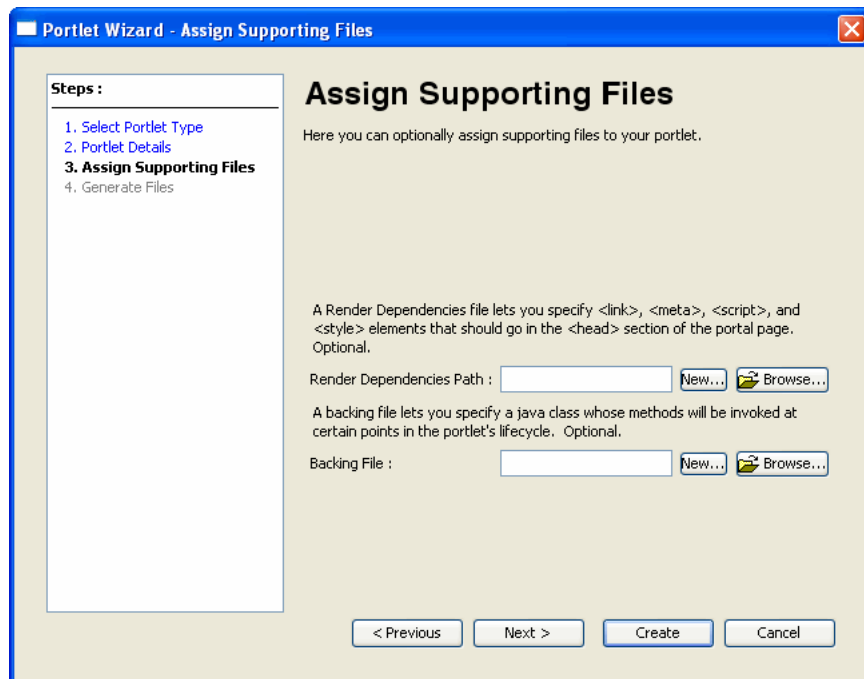 Portlet Wizard - Assign Supporting Files
Steps :
1. Select Portlet Type
2. Portlet Details
3. Assign Supporting Files
4. Generate Files
Assign Supporting Files
Here you can optionally assign supporting files to your portlet.
A Render Dependencies file lets you specify <link>, <meta>, <script>, and
<style> elements that should go in the <head> section of the portal page.
Optional.
Render Dependencies Path :
New...
Browse...
A backing file lets you specify a java class whose methods will be invoked at
certain points in the portlet's lifecycle. Optional.
Backing File :
New...
Browse...
< Previous
Next >
Create
Cancel